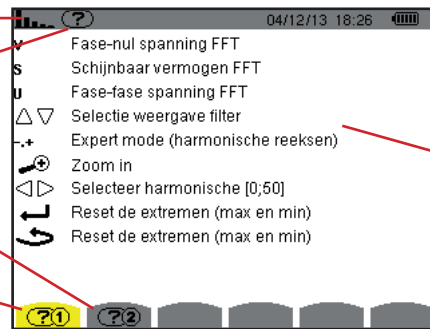 ? 04/12/13 18:26
V Fase-nul spanning FFT
S Schijnbaar vermogen FFT
U Fase-fase spanning FFT
△▽ Selectie weergave filter
-.+ Expert mode (harmonische reeksen)
Zoom in
◁▷ Selecteer harmonische [0;50]
Reset de extremen (max en min)
Reset de extremen (max en min)
?① ?②